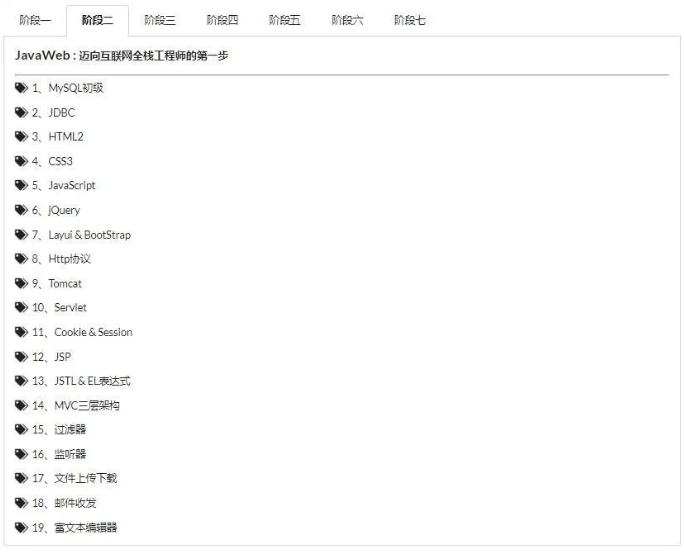 阶段一 阶段二 阶段三 阶段四 阶段五 阶段六 阶段七
JavaWeb : 迈向互联网全栈工程师的第一步
1、MySQL初级
2、JDBC
3、HTML2
4、CSS3
5、JavaScript
6、jQuery
7、Layui & BootStrap
8、Http协议
9、Tomcat
10、Servlet
11、Cookie & Session
12、JSP
13、JSTL & EL表达式
14、MVC三层架构
15、过滤器
16、监听器
17、文件上传下载
18、邮件收发
19、富文本编辑器